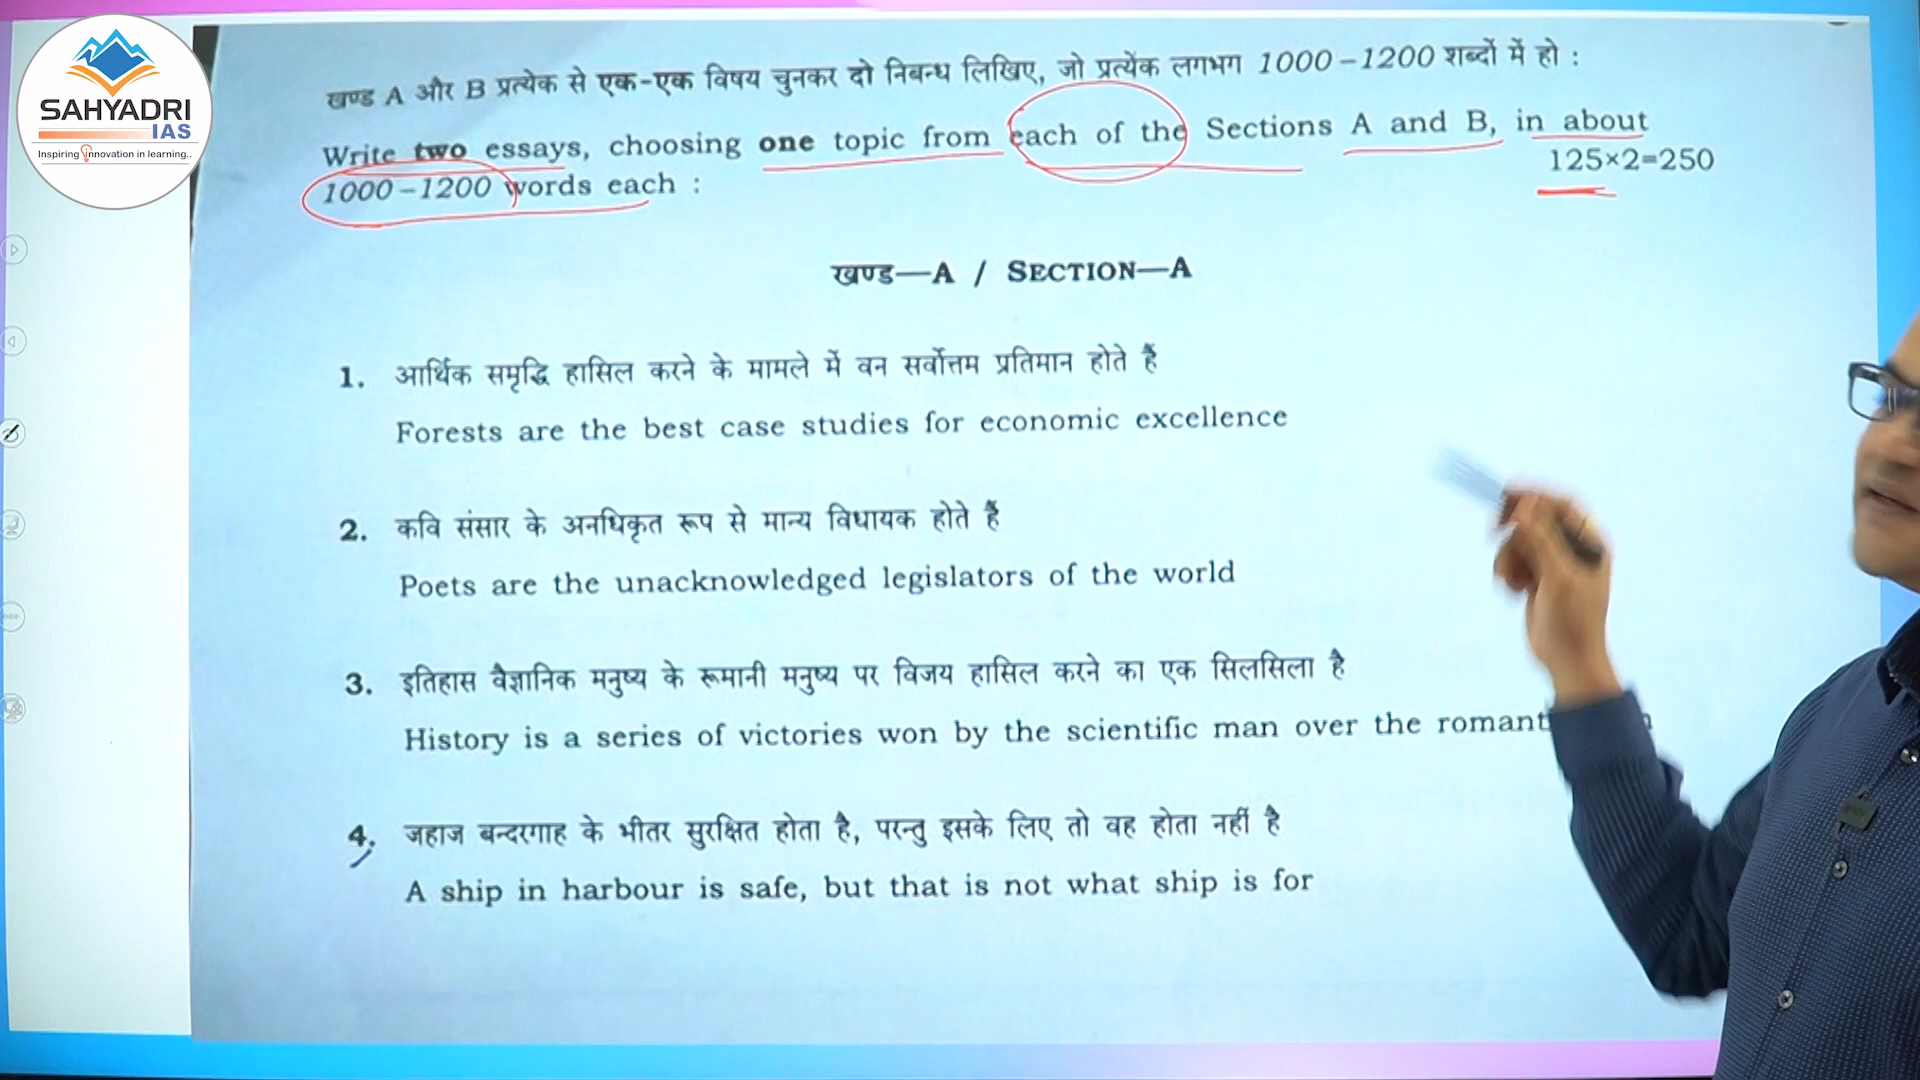 SAHYADRI
IAS
Inspiring innovation in learning..
खण्ड A और B प्रत्येक से एक-एक विषय चुनकर दो निबन्ध लिखिए, जो प्रत्येक लगभग 1000–1200 शब्दों में हो :
Write two essays, choosing one topic from each of the Sections A and B, in about
1000–1200 words each :
125×2=250
खण्ड—A / SECTION—A
1. आर्थिक समृद्धि हासिल करने के मामले में वन सर्वोत्तम प्रतिमान होते हैं
Forests are the best case studies for economic excellence
2. कवि संसार के अनधिकृत रूप से मान्य विधायक होते हैं
Poets are the unacknowledged legislators of the world
3. इतिहास वैज्ञानिक मनुष्य के रूमानी मनुष्य पर विजय हासिल करने का एक सिलसिला है
History is a series of victories won by the scientific man over the
4. जहाज बन्दरगाह के भीतर सुरक्षित होता है, परन्तु इसके लिए तो वह होता नहीं है
A ship in harbour is safe, but that is not what ship is for